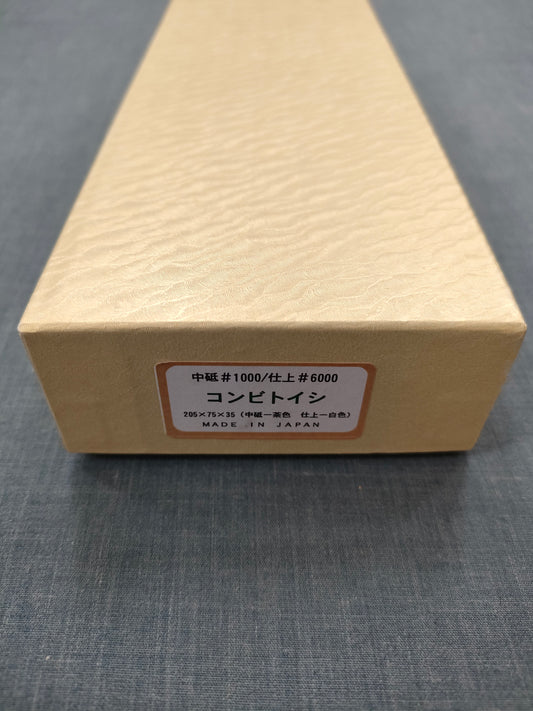 中砥#1000/仕上#6000
コンビトイシ
205×75×35（中砥ー茶色　仕上ー白色）
MADE IN JAPAN